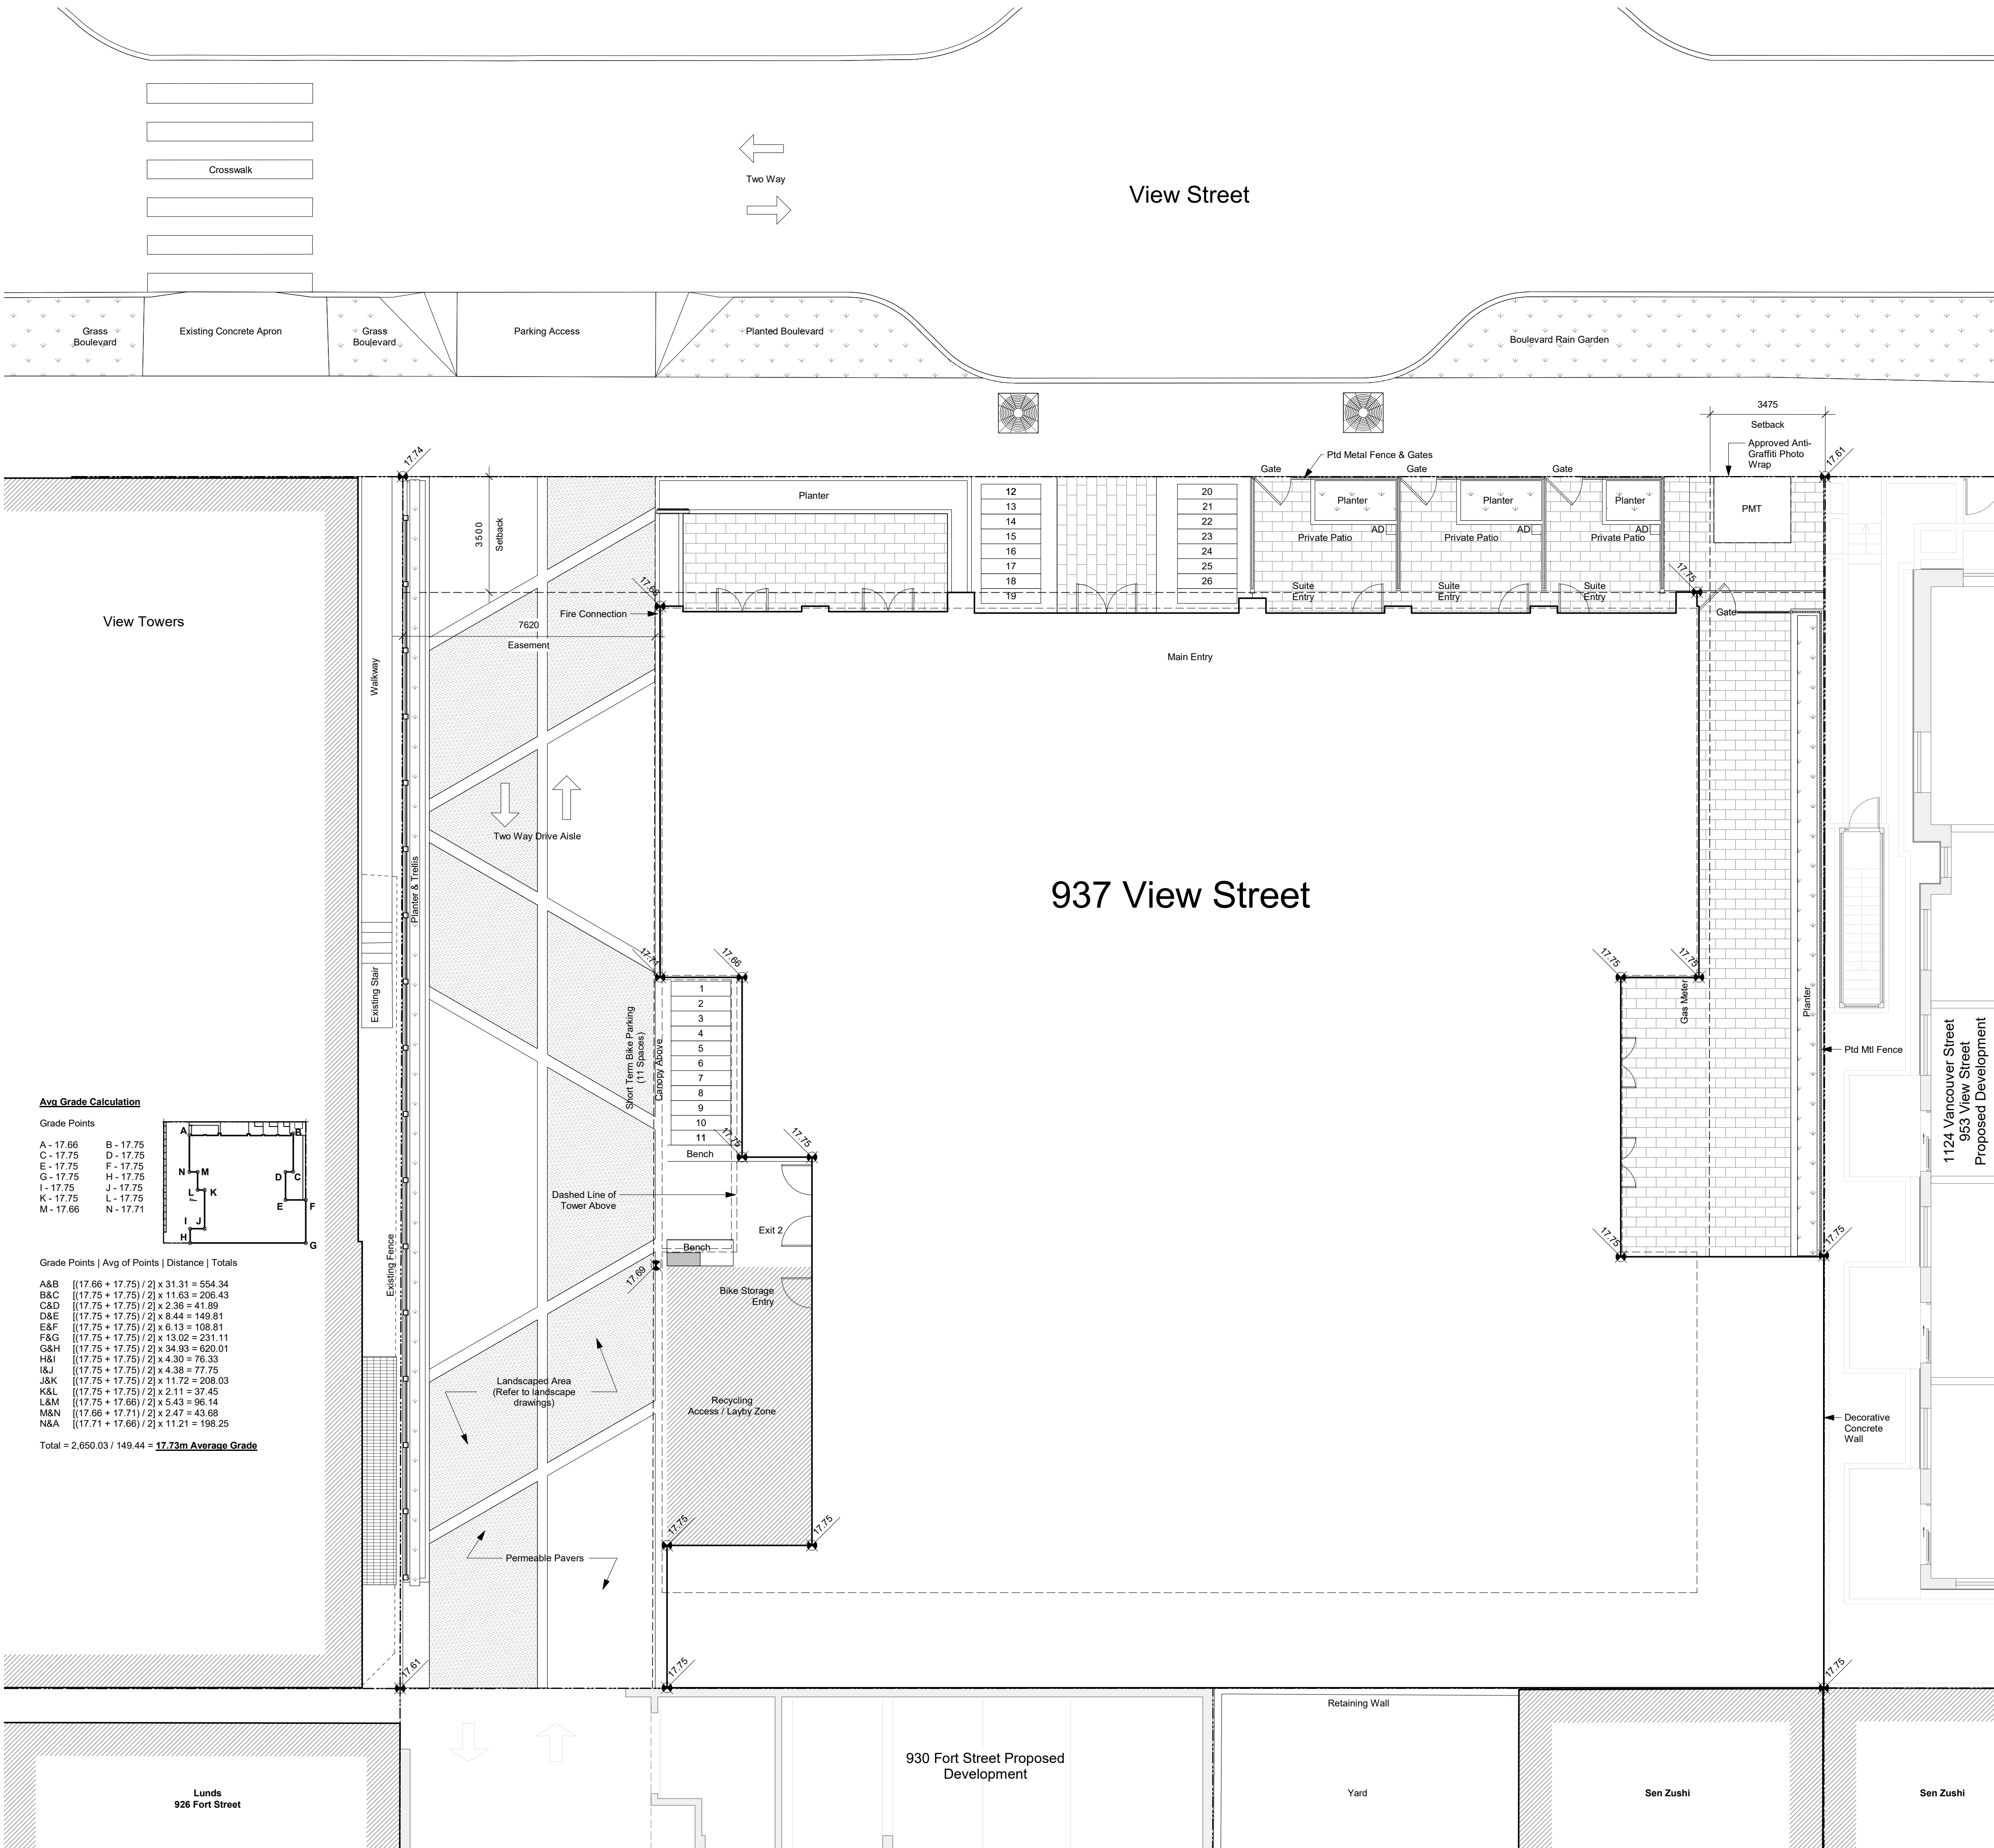 Crosswalk
Two Way
View Street
Grass
Boulevard
Existing Concrete Apron
Grass
Boulevard
Parking Access
Planted Boulevard
Boulevard Rain Garden
3475
Setback
Approved Anti-
Graffiti Photo
Wrap
17.74
17.61
Ptd Metal Fence & Gates
Gate
Gate
Gate
3500
Setback
Planter
12
13
14
15
16
17
18
19
20
21
22
23
24
25
26
Planter
Planter
Planter
AD
AD
AD
Private Patio
Private Patio
Private Patio
PMT
Suite
Entry
Suite
Entry
Suite
Entry
17.75
Gate
17.66
Fire Connection
7620
Easement
View Towers
Walkway
Main Entry
Two Way Drive Aisle
Planter & Trellis
937 View Street
Existing Stair
17.71
17.66
17.75
17.75
Gas Meter
Planter
Ptd Mtl Fence
1124 Vancouver Street
953 View Street
Proposed Development
Short Term Bike Parking
(11 Spaces)
Canopy Above
1
2
3
4
5
6
7
8
9
10
11
17.75
17.75
Bench
Dashed Line of
Tower Above
Exit 2
Bench
17.69
Bike Storage
Entry
17.75
17.75
Existing Fence
Avg Grade Calculation
Grade Points
A - 17.66 B - 17.75
C - 17.75 D - 17.75
E - 17.75 F - 17.75
G - 17.75 H - 17.75
I - 17.75 J - 17.75
K - 17.75 L - 17.75
M - 17.66 N - 17.71
A
B
N
M
D
C
L
K
E
F
I
J
H
G
Grade Points | Avg of Points | Distance | Totals
A&B [(17.66 + 17.75) / 2] x 31.31 = 554.34
B&C [(17.75 + 17.75) / 2] x 11.63 = 206.43
C&D [(17.75 + 17.75) / 2] x 2.36 = 41.89
D&E [(17.75 + 17.75) / 2] x 8.44 = 149.81
E&F [(17.75 + 17.75) / 2] x 6.13 = 108.81
F&G [(17.75 + 17.75) / 2] x 13.02 = 231.11
G&H [(17.75 + 17.75) / 2] x 34.93 = 620.01
H&I [(17.75 + 17.75) / 2] x 4.30 = 76.33
I&J [(17.75 + 17.75) / 2] x 4.38 = 77.75
J&K [(17.75 + 17.75) / 2] x 11.72 = 208.03
K&L [(17.75 + 17.75) / 2] x 2.11 = 37.45
L&M [(17.75 + 17.66) / 2] x 5.43 = 96.14
M&N [(17.66 + 17.71) / 2] x 2.47 = 43.68
N&A [(17.71 + 17.66) / 2] x 11.21 = 198.25
Total = 2,650.03 / 149.44 = 17.73m Average Grade
Landscaped Area
(Refer to landscape
drawings)
Recycling
Access / Layby Zone
Decorative
Concrete
Wall
17.75
17.75
Permeable Pavers
17.61
17.75
17.75
Retaining Wall
930 Fort Street Proposed
Development
Lunds
926 Fort Street
Yard
Sen Zushi
Sen Zushi